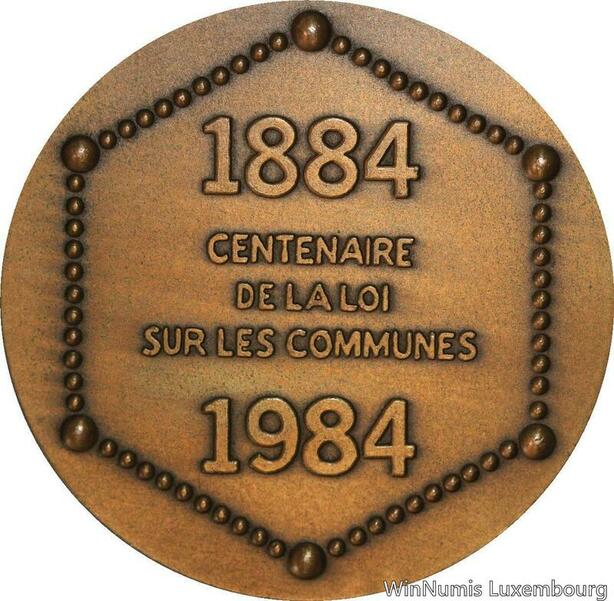 1884
CENTENAIRE
DE LA LOI
SUR LES COMMUNES
1984
WinNumis Luxembourg